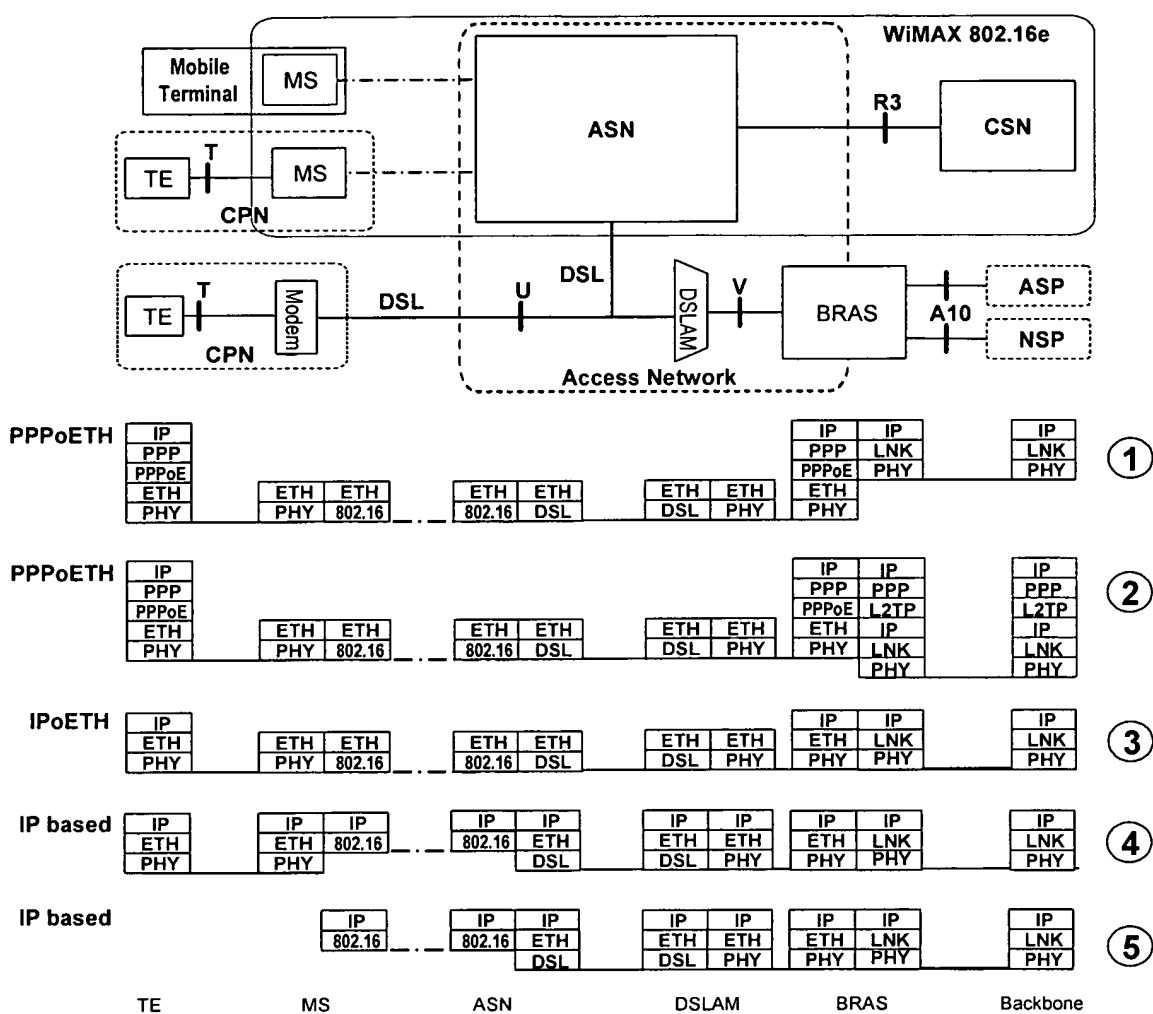 WiMAX 802.16e
Mobile Terminal
MS
ASN
R3
CSN
TE
T
MS
CPN
DSL
TE
T
Modem
CPN
DSL
U
DSLAM
V
BRAS
A10
ASP
NSP
Access Network
PPPoETH
IP IP IP IP
PPP PPP LNK LNK
PPPoE PPPoE PHY PHY
ETH ETH ETH ETH ETH ETH ETH ETH
PHY PHY 802.16 802.16 DSL DSL PHY PHY
1
PPPoETH
IP IP IP IP
PPP PPP PPP PPP
PPPoE PPPoE L2TP L2TP
ETH ETH ETH ETH ETH ETH ETH ETH IP IP
PHY PHY 802.16 802.16 DSL DSL PHY PHY LNK LNK
PHY PHY
2
IPoETH
IP IP IP IP
ETH ETH ETH ETH ETH ETH ETH ETH LNK LNK
PHY PHY 802.16 802.16 DSL DSL PHY PHY PHY PHY
3
IP based
IP IP IP IP IP IP IP IP IP IP
ETH ETH 802.16 802.16 ETH ETH ETH ETH LNK LNK
PHY PHY DSL DSL PHY PHY PHY PHY
4
IP based
IP IP IP IP IP IP IP IP
802.16 802.16 ETH ETH ETH ETH LNK LNK
DSL DSL PHY PHY PHY PHY
5
TE MS ASN DSLAM BRAS Backbone